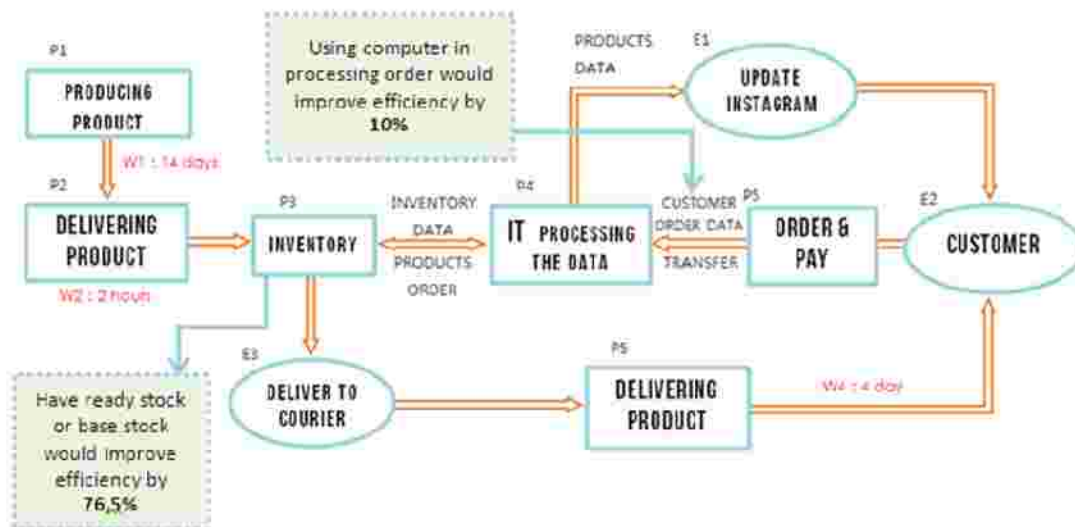 P1
PRODUCING
PRODUCT
W1 : 14 days
P2
DELIVERING
PRODUCT
W2 : 2 hours
Using computer in
processing order would
improve efficiency by
10%
P3
INVENTORY
INVENTORY
DATA
PRODUCTS
ORDER
P4
IT PROCESSING
THE DATA
PRODUCTS
DATA
E1
UPDATE
INSTAGRAM
CUSTOMER
ORDER DATA
TRANSFER
P5
ORDER &
PAY
E2
CUSTOMER
E3
DELIVER TO
COURIER
P5
DELIVERING
PRODUCT
W4 : 4 day
Have ready stock
or base stock
would improve
efficiency by
76,5%